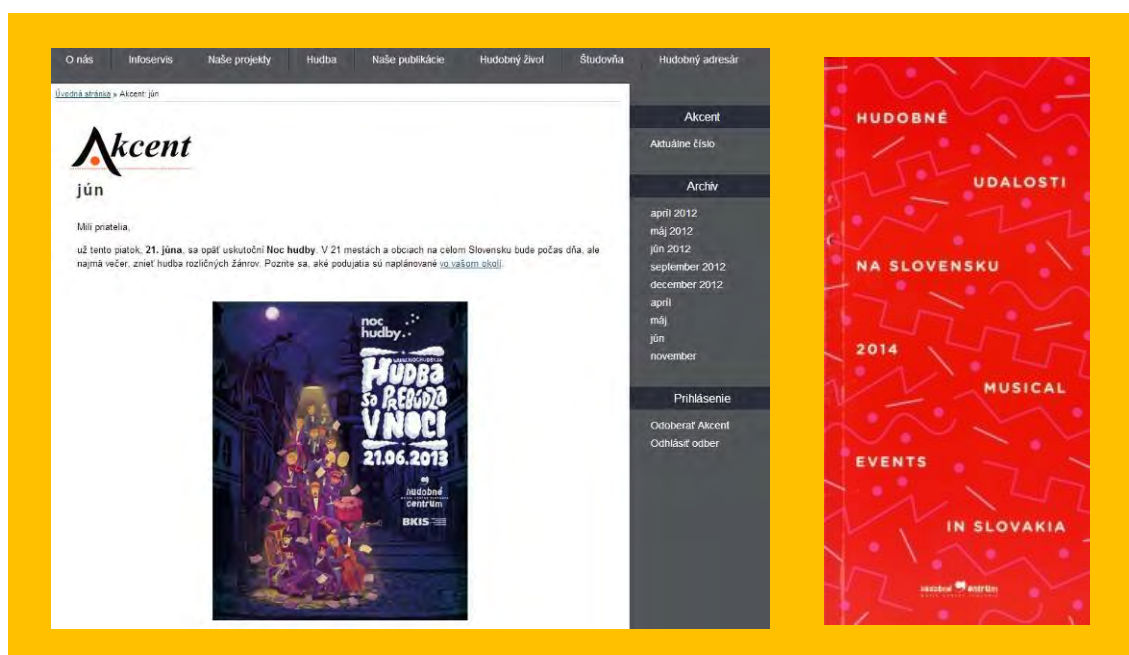 O nás Infoservis Naše projekty Hudba Naše publikácie Hudobný život Študovňa Hudobný adresár
Úvodná stránka » Akcent: jún
Akcent
jún
Milí priatelia,
už tento piatok, 21. júna, sa opäť uskutoční Noc hudby. V 21 mestách a obciach na celom Slovensku bude počas dňa, ale
najmä večer, znieť hudba rozličných žánrov. Pozrite sa, aké podujatia sú naplánované vo vašom okolí.
noc
hudby
HUDBA
SA PREBÚDZA
V NOCI
21.06.2013
hudobné
centrum
BKIS
Akcent
Aktuálne číslo
Archív
apríl 2012
máj 2012
jún 2012
september 2012
december 2012
apríl
máj
jún
november
Prihlásenie
Odoberať Akcent
Odhlásiť odber
HUDOBNÉ
UDALOSTI
NA SLOVENSKU
2014
MUSICAL
EVENTS
IN SLOVAKIA
hudobné centrum